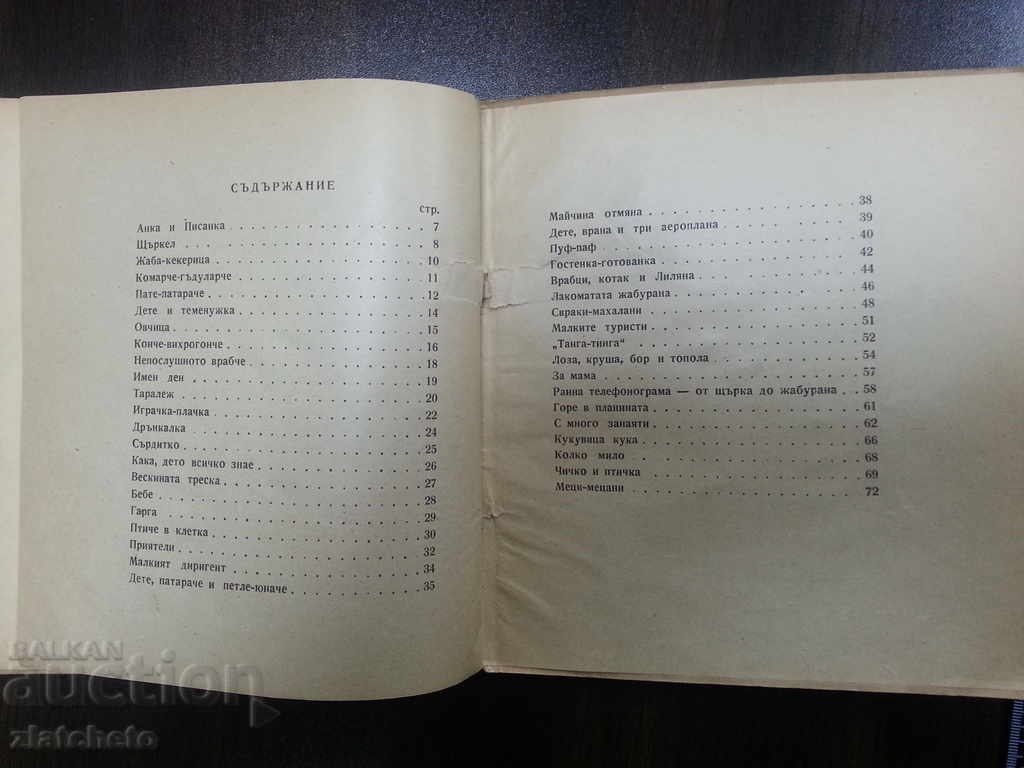 СЪДЪРЖАНИЕ
стр.
Анка и Писанка . . . . . . . . . . . . . 7
Щъркел . . . . . . . . . . . . . . . . 8
Жаба-кекерица . . . . . . . . . . . . . 10
Комарче-гъдуларче . . . . . . . . . . . 11
Пате-патараче . . . . . . . . . . . . . 12
Дете и теменужка . . . . . . . . . . . . 14
Овчица . . . . . . . . . . . . . . . . 15
Конче-вихрогонче . . . . . . . . . . . . 16
Непослушното врабче . . . . . . . . . . 18
Имен ден . . . . . . . . . . . . . . . 19
Таралеж . . . . . . . . . . . . . . . . 20
Играчка-плачка . . . . . . . . . . . . . 22
Дрънкалка . . . . . . . . . . . . . . . 24
Сърдитко . . . . . . . . . . . . . . . 25
Кака, дето всичко знае . . . . . . . . . 26
Вескината треска . . . . . . . . . . . . 27
Бебе . . . . . . . . . . . . . . . . . 28
Гарга . . . . . . . . . . . . . . . . . 29
Птиче в клетка . . . . . . . . . . . . . 30
Приятели . . . . . . . . . . . . . . . 32
Малкият диригент . . . . . . . . . . . . 34
Дете, патараче и петле-юначе . . . . . . 35
Майчина отмяна . . . . . . . . . . . . . 38
Дете, врана и три аероплана . . . . . . . 39
Пуф-паф . . . . . . . . . . . . . . . . 40
Гостенка-готованка . . . . . . . . . . . 42
Врабци, котак и Лиляна . . . . . . . . . 44
Лакоматата жабурана . . . . . . . . . . 46
Свраки-махалани . . . . . . . . . . . . 48
Малките туристи . . . . . . . . . . . . 51
„Танга-тинга“ . . . . . . . . . . . . . 52
Лоза, круша, бор и топола . . . . . . . . 54
За мама . . . . . . . . . . . . . . . . 57
Ранна телефонограма — от щърка до жабурана . . 58
Горе в планината . . . . . . . . . . . . 61
С много занаяти . . . . . . . . . . . . 62
Кукувица кука . . . . . . . . . . . . . 66
Колко мило . . . . . . . . . . . . . . 68
Чичко и птичка . . . . . . . . . . . . . 69
Меци-мецани . . . . . . . . . . . . . . 72
BALKAN
auction
zlatcheto